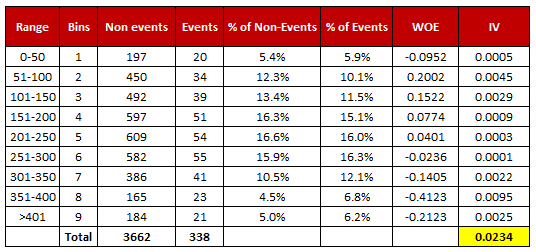 Range Bins Non events Events % of Non-Events % of Events WOE IV
0-50 1 197 20 5.4% 5.9% -0.0952 0.0005
51-100 2 450 34 12.3% 10.1% 0.2002 0.0045
101-150 3 492 39 13.4% 11.5% 0.1522 0.0029
151-200 4 597 51 16.3% 15.1% 0.0774 0.0009
201-250 5 609 54 16.6% 16.0% 0.0401 0.0003
251-300 6 582 55 15.9% 16.3% -0.0236 0.0001
301-350 7 386 41 10.5% 12.1% -0.1405 0.0022
351-400 8 165 23 4.5% 6.8% -0.4123 0.0095
>401 9 184 21 5.0% 6.2% -0.2123 0.0025
Total 3662 338 0.0234